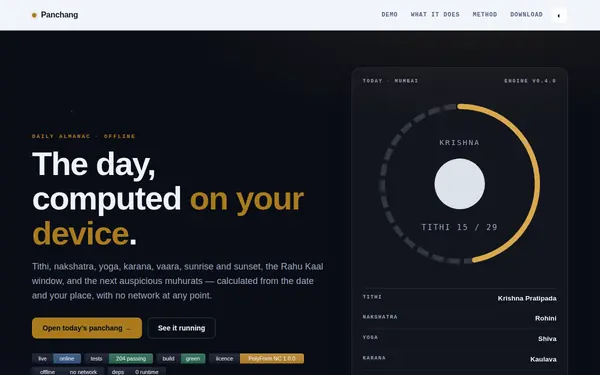 Panchang
DEMO WHAT IT DOES METHOD DOWNLOAD
DAILY ALMANAC · OFFLINE
The day,
computed on your
device.
Tithi, nakshatra, yoga, karana, vaara, sunrise and sunset, the Rahu Kaal
window, and the next auspicious muhurats — calculated from the date
and your place, with no network at any point.
Open today's panchang → See it running
live online tests 204 passing build green licence PolyForm NC 1.0.0
offline no network deps 0 runtime
TODAY · MUMBAI ENGINE V0.4.0
KRISHNA
TITHI 15 / 29
TITHI Krishna Pratipada
NAKSHATRA Rohini
YOGA Shiva
KARANA Kaulava